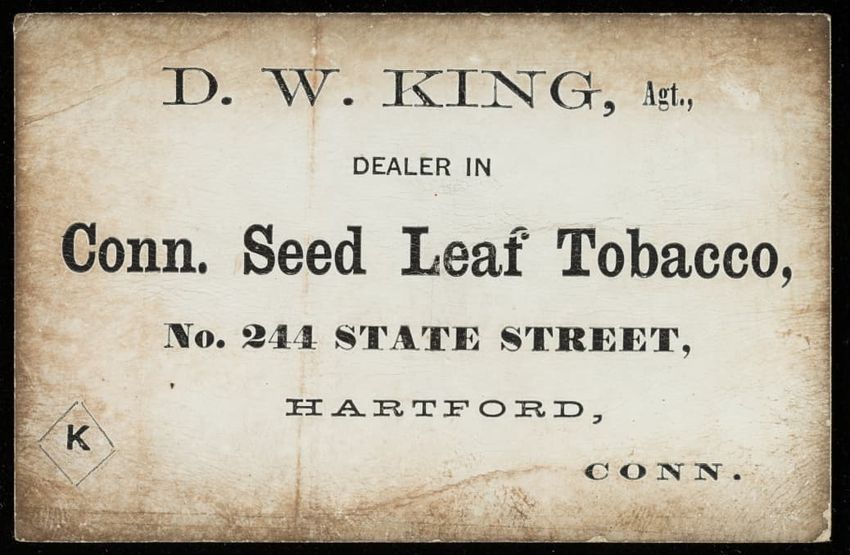 D. W. KING, Agt.,
DEALER IN
Conn. Seed Leaf Tobacco,
No. 244 STATE STREET,
HARTFORD,
K
CONN.